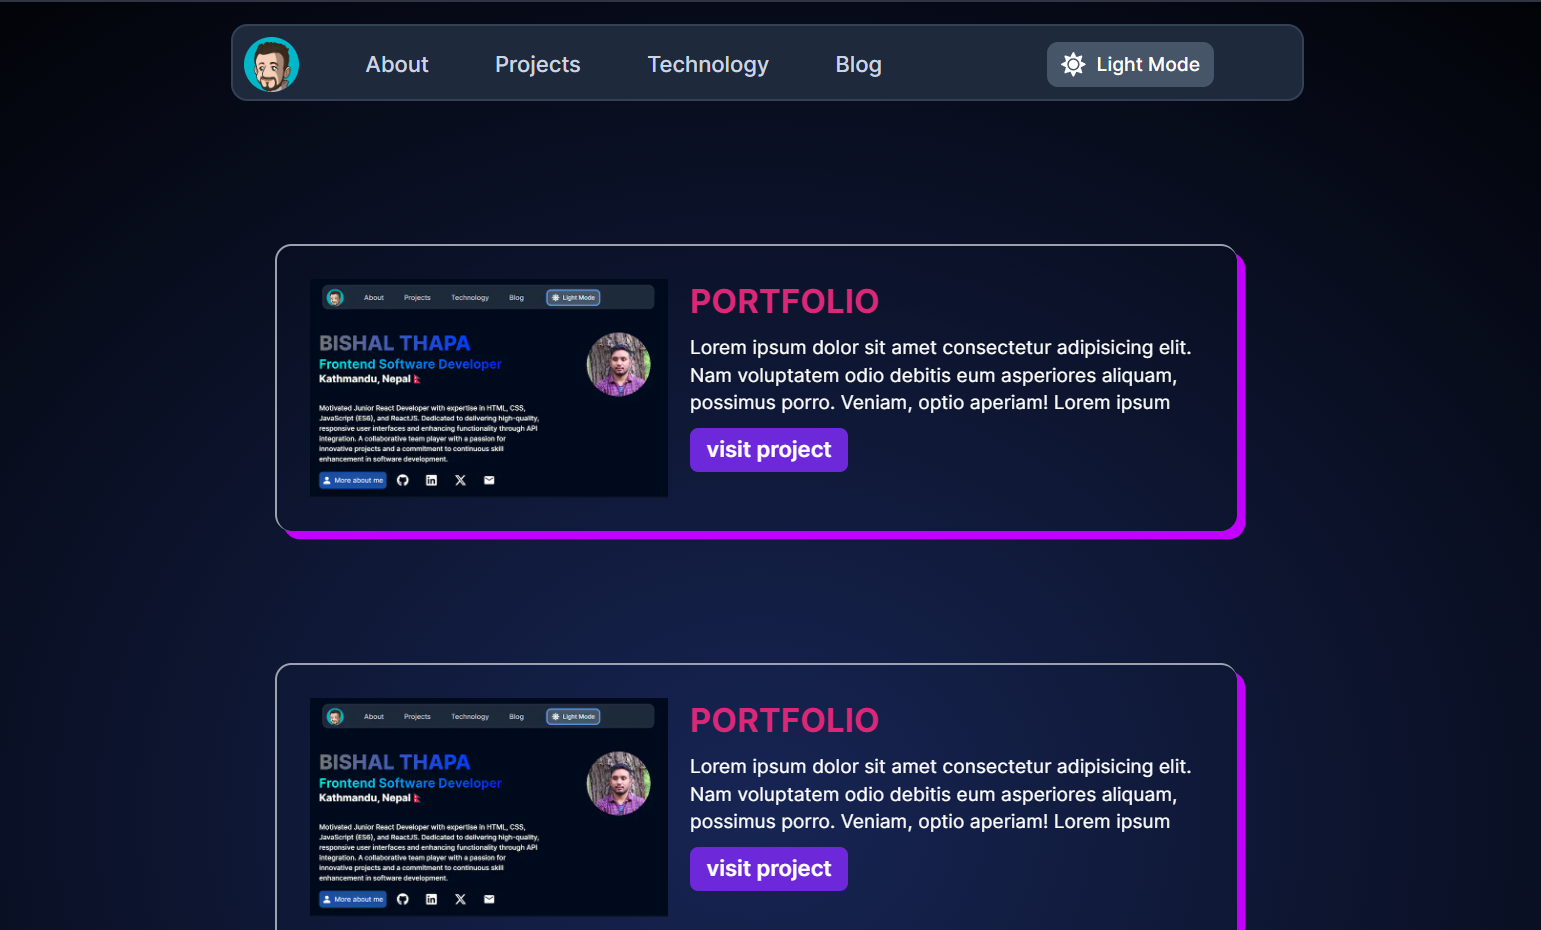 About
Projects
Technology
Blog
Light Mode
About
Projects
Technology
Blog
Light Mode
BISHAL THAPA
Frontend Software Developer
Kathmandu, Nepal
Motivated Junior React Developer with expertise in HTML, CSS,
JavaScript (ES6), and ReactJS. Dedicated to delivering high-quality,
responsive user interfaces and enhancing functionality through API
integration. A collaborative team player with a passion for
innovative projects and a commitment to continuous skill
enhancement in software development.
More about me
PORTFOLIO
Lorem ipsum dolor sit amet consectetur adipisicing elit.
Nam voluptatem odio debitis eum asperiores aliquam,
possimus porro. Veniam, optio aperiam! Lorem ipsum
visit project
About
Projects
Technology
Blog
Light Mode
BISHAL THAPA
Frontend Software Developer
Kathmandu, Nepal
Motivated Junior React Developer with expertise in HTML, CSS,
JavaScript (ES6), and ReactJS. Dedicated to delivering high-quality,
responsive user interfaces and enhancing functionality through API
integration. A collaborative team player with a passion for
innovative projects and a commitment to continuous skill
enhancement in software development.
More about me
PORTFOLIO
Lorem ipsum dolor sit amet consectetur adipisicing elit.
Nam voluptatem odio debitis eum asperiores aliquam,
possimus porro. Veniam, optio aperiam! Lorem ipsum
visit project